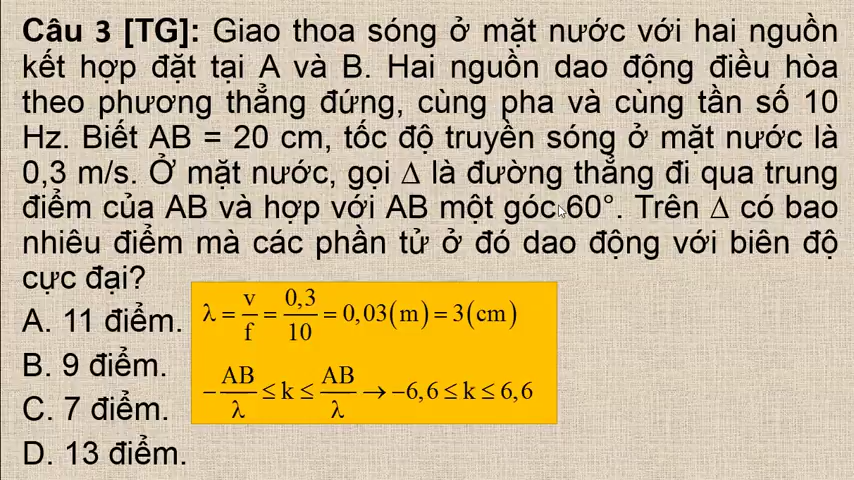 Câu 3 [TG]: Giao thoa sóng ở mặt nước với hai nguồn
kết hợp đặt tại A và B. Hai nguồn dao động điều hòa
theo phương thẳng đứng, cùng pha và cùng tần số 10
Hz. Biết AB = 20 cm, tốc độ truyền sóng ở mặt nước là
0,3 m/s. Ở mặt nước, gọi Δ là đường thẳng đi qua trung
điểm của AB và hợp với AB một góc 60°. Trên Δ có bao
nhiêu điểm mà các phần tử ở đó dao động với biên độ
cực đại?
A. 11 điểm.
B. 9 điểm.
C. 7 điểm.
D. 13 điểm.
λ = v/f = 0,3/10 = 0,03(m) = 3(cm)
-AB/λ ≤ k ≤ AB/λ → -6,6 ≤ k ≤ 6,6